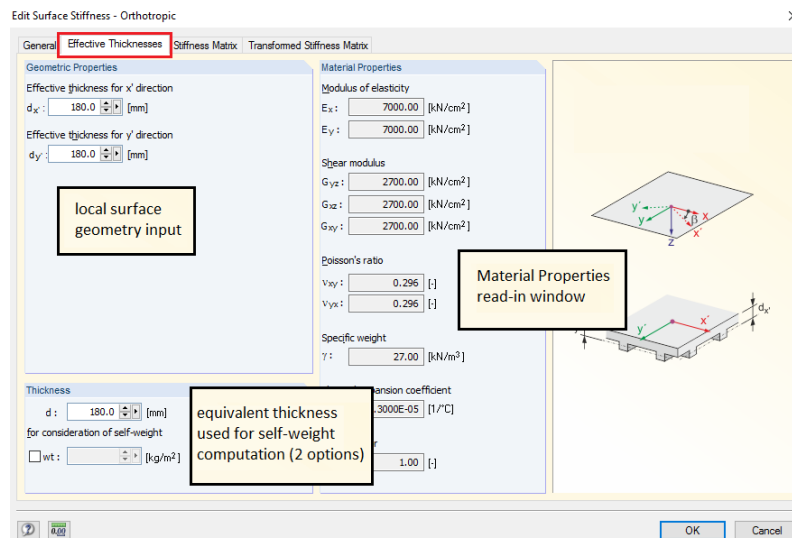 Edit Surface Stiffness - Orthotropic
General Effective Thicknesses Stiffness Matrix Transformed Stiffness Matrix
Geometric Properties
Effective thickness for x' direction
dx' : 180.0 [mm]
Effective thickness for y' direction
dy' : 180.0 [mm]
local surface
geometry input
Thickness
d : 180.0 [mm]
for consideration of self-weight
wt : [kg/m²]
equivalent thickness
used for self-weight
computation (2 options)
Material Properties
Modulus of elasticity
Ex : 7000.00 [kN/cm²]
Ey : 7000.00 [kN/cm²]
Shear modulus
Gyz : 2700.00 [kN/cm²]
Gxz : 2700.00 [kN/cm²]
Gxy : 2700.00 [kN/cm²]
Poisson's ratio
νxy : 0.296 [-]
νyx : 0.296 [-]
Specific weight
γ : 27.00 [kN/m³]
coefficient
.3000E-05 [1/°C]
1.00 [-]
Material Properties
read-in window
y' x
y β
z x'
dx'
y' x'
0.00
OK Cancel